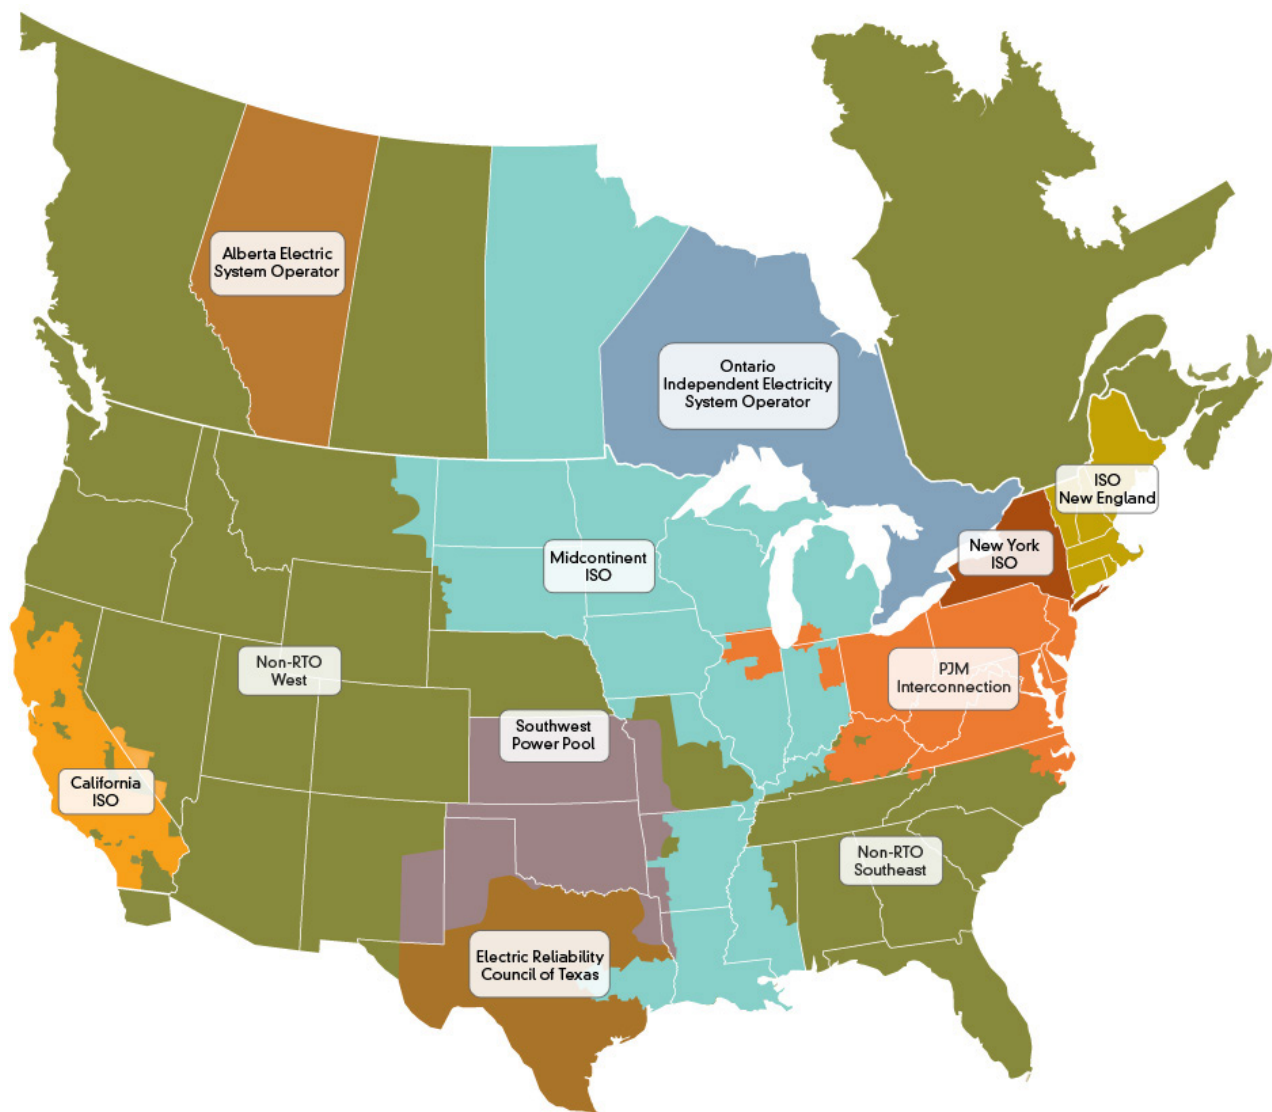 Alberta Electric
System Operator
Ontario
Independent Electricity
System Operator
ISO
New England
New York
ISO
Midcontinent
ISO
Non-RTO
West
PJM
Interconnection
Southwest
Power Pool
California
ISO
Non-RTO
Southeast
Electric Reliability
Council of Texas